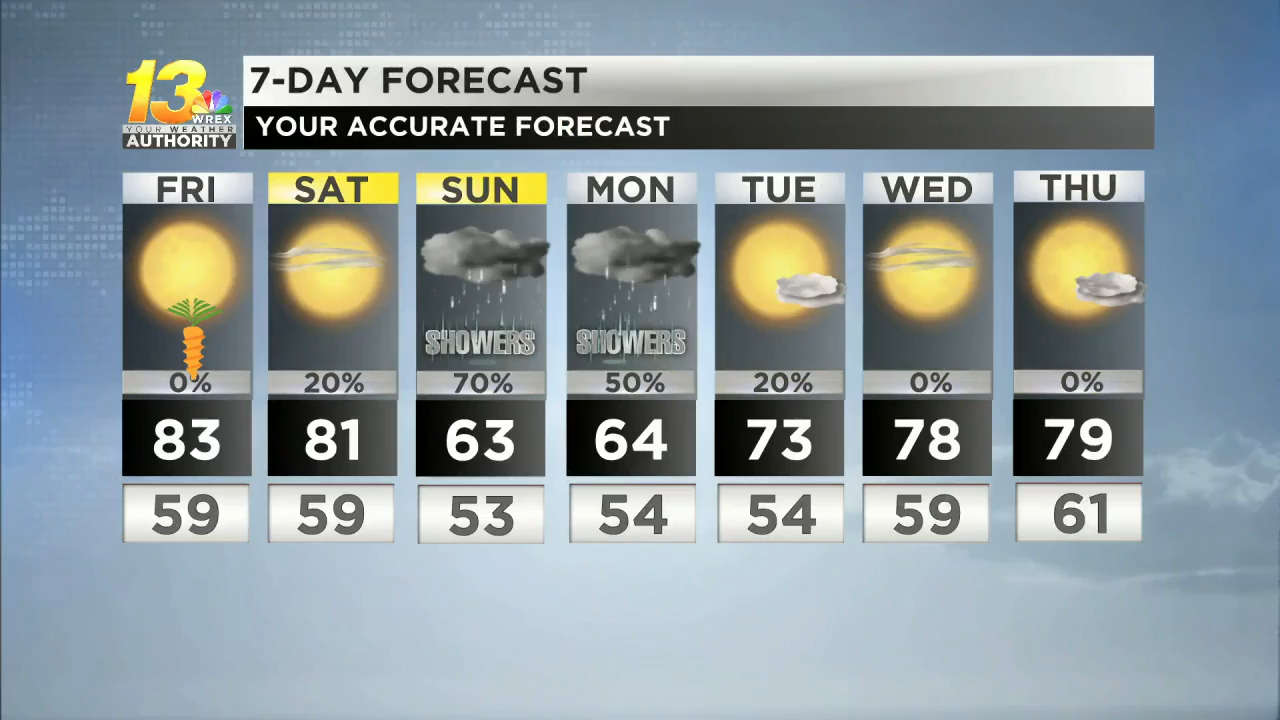 13
WREX
YOUR WEATHER
AUTHORITY
7-DAY FORECAST
YOUR ACCURATE FORECAST
FRI SAT SUN MON TUE WED THU
SHOWERS SHOWERS
0% 20% 70% 50% 20% 0% 0%
83 81 63 64 73 78 79
59 59 53 54 54 59 61